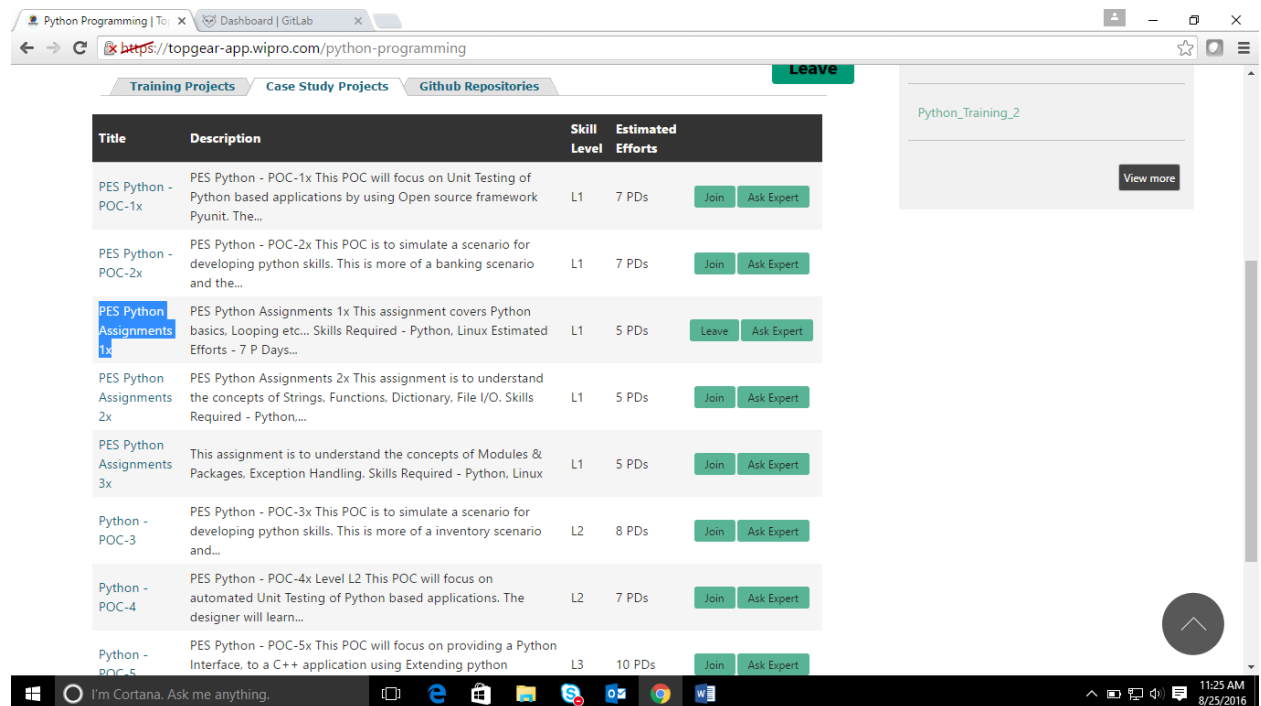 Python Programming | Top
Dashboard | GitLab
https://topgear-app.wipro.com/python-programming
Leave
Training Projects
Case Study Projects
Github Repositories
Python_Training_2
View more
Title
Description
Skill Level
Estimated Efforts
PES Python -
POC-1x
PES Python - POC-1x This POC will focus on Unit Testing of
Python based applications by using Open source framework
Pyunit. The...
L1
7 PDs
Join
Ask Expert
PES Python -
POC-2x
PES Python - POC-2x This POC is to simulate a scenario for
developing python skills. This is more of a banking scenario
and the...
L1
7 PDs
Join
Ask Expert
PES Python
Assignments
1x
PES Python Assignments 1x This assignment covers Python
basics, Looping etc... Skills Required - Python, Linux Estimated
Efforts - 7 P Days...
L1
5 PDs
Leave
Ask Expert
PES Python
Assignments
2x
PES Python Assignments 2x This assignment is to understand
the concepts of Strings, Functions, Dictionary, File I/O. Skills
Required - Python,...
L1
5 PDs
Join
Ask Expert
PES Python
Assignments
3x
This assignment is to understand the concepts of Modules &
Packages, Exception Handling. Skills Required - Python, Linux
L1
5 PDs
Join
Ask Expert
Python -
POC-3
PES Python - POC-3x This POC is to simulate a scenario for
developing python skills. This is more of a inventory scenario
and...
L2
8 PDs
Join
Ask Expert
Python -
POC-4
PES Python - POC-4x Level L2 This POC will focus on
automated Unit Testing of Python based applications. The
designer will learn...
L2
7 PDs
Join
Ask Expert
Python -
POC-5
PES Python - POC-5x This POC will focus on providing a Python
Interface, to a C++ application using Extending python
L3
10 PDs
Join
Ask Expert
I'm Cortana. Ask me anything.
11:25 AM
8/25/2016